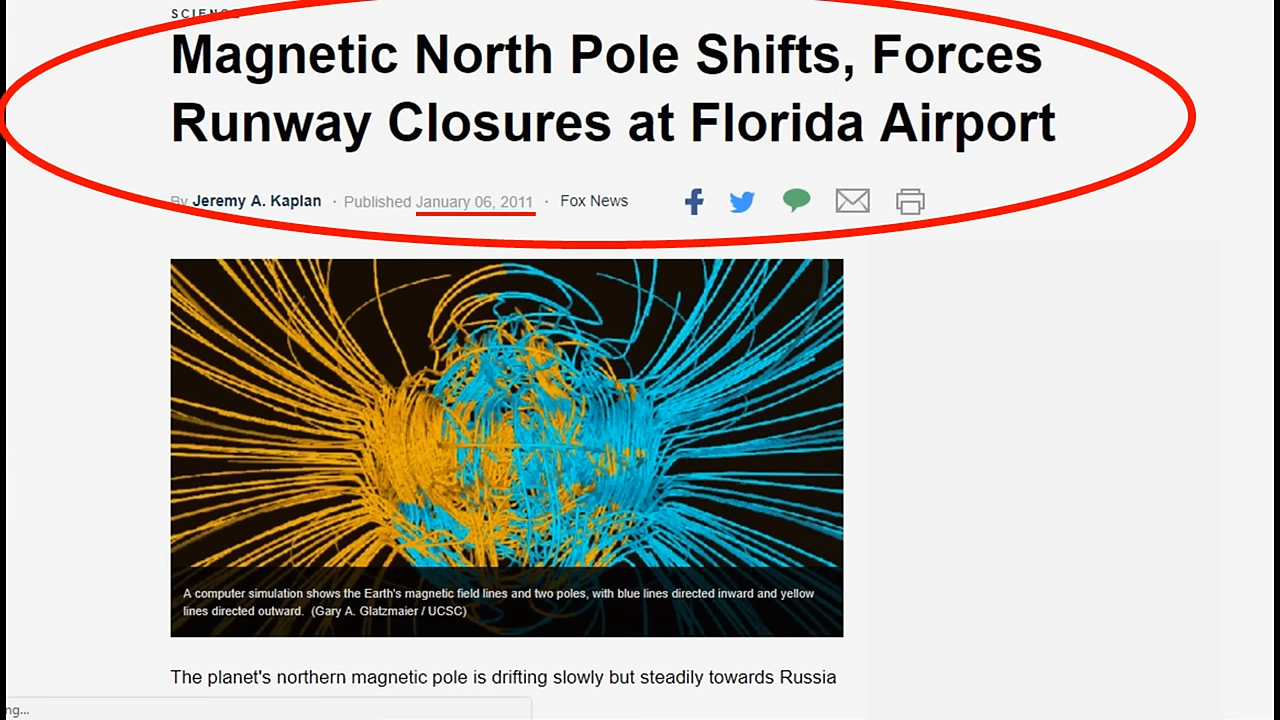 SCIENCE
Magnetic North Pole Shifts, Forces
Runway Closures at Florida Airport
By Jeremy A. Kaplan · Published January 06, 2011 · Fox News
A computer simulation shows the Earth's magnetic field lines and two poles, with blue lines directed inward and yellow
lines directed outward. (Gary A. Glatzmaier / UCSC)
The planet's northern magnetic pole is drifting slowly but steadily towards Russia
ng...